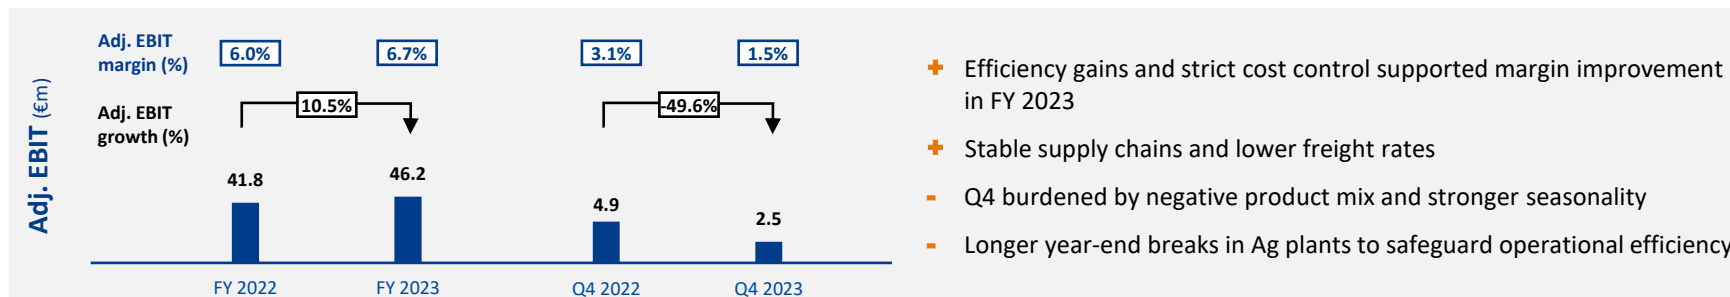 Adj. EBIT (€m)
Adj. EBIT
margin (%)
6.0%
6.7%
3.1%
1.5%
Adj. EBIT
growth (%)
10.5%
-49.6%
41.8
46.2
4.9
2.5
FY 2022
FY 2023
Q4 2022
Q4 2023
+ Efficiency gains and strict cost control supported margin improvement
in FY 2023
+ Stable supply chains and lower freight rates
- Q4 burdened by negative product mix and stronger seasonality
- Longer year-end breaks in Ag plants to safeguard operational efficiency